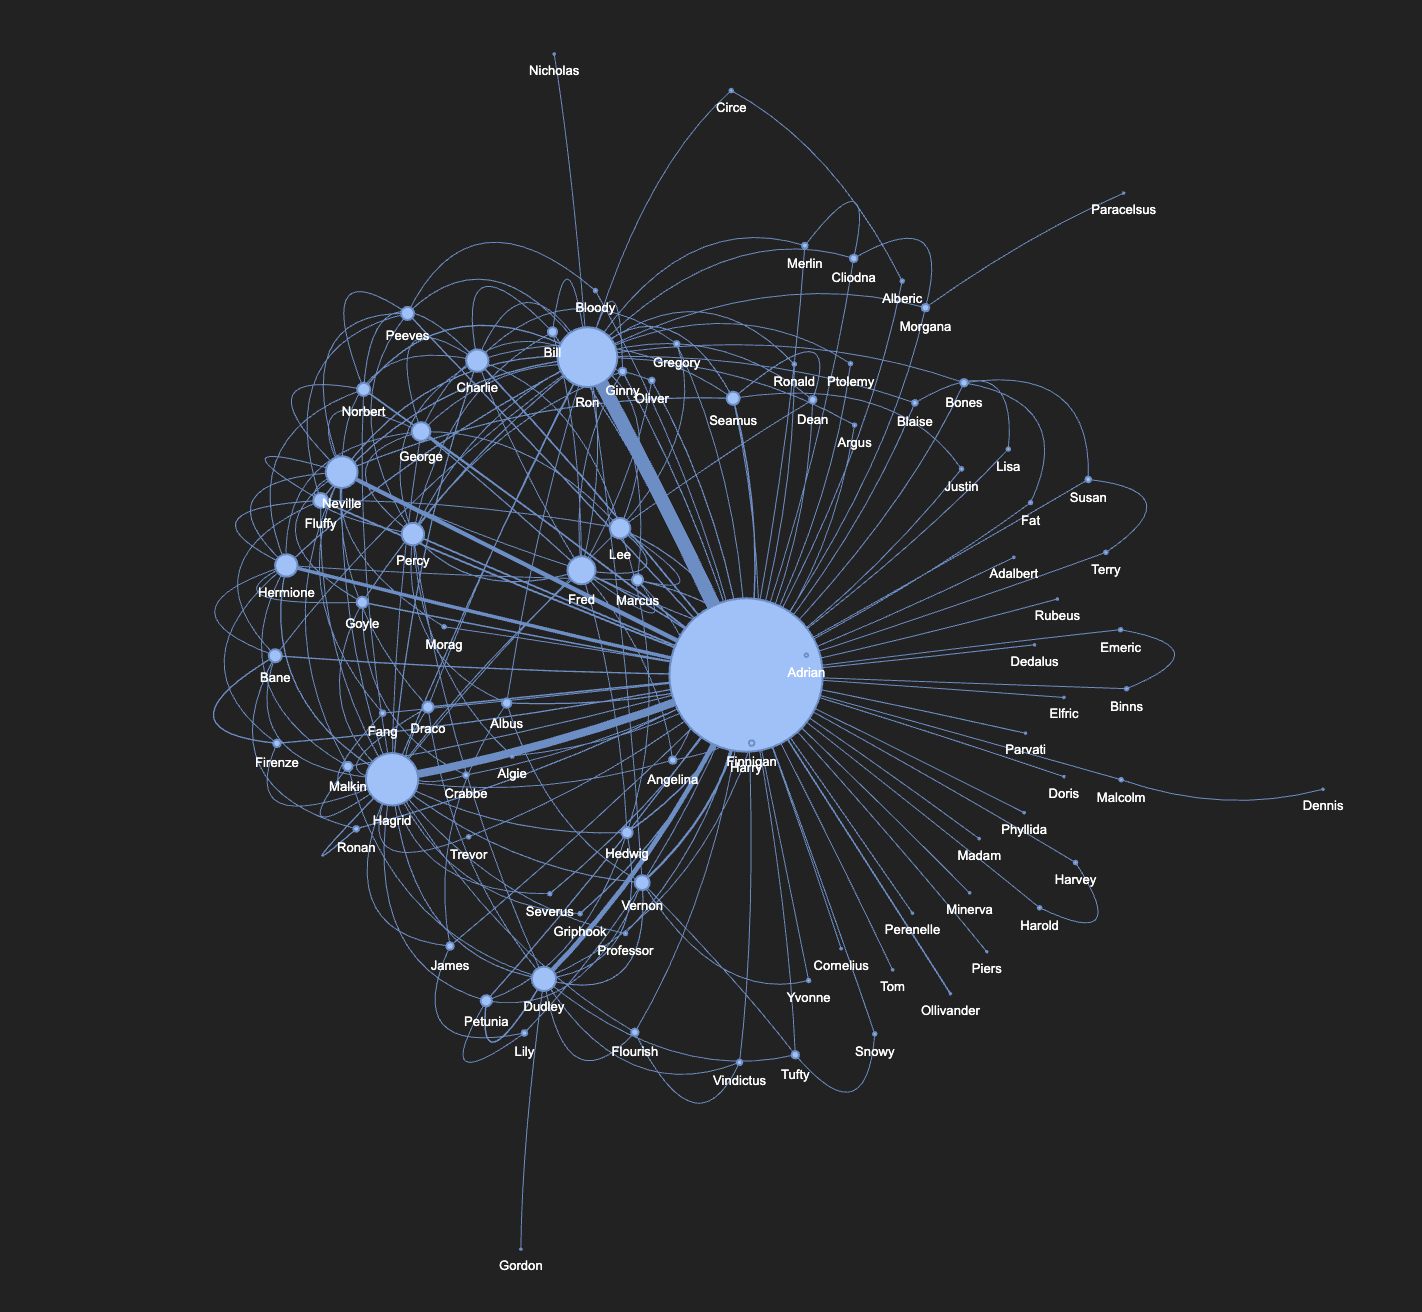 Nicholas
Circe
Paracelsus
Merlin
Cliodna
Alberic
Bloody
Morgana
Peeves
Bill
Gregory
Charlie
Ronald
Ptolemy
Ginny
Oliver
Ron
Norbert
Bones
Seamus
Dean
Blaise
Argus
George
Lisa
Justin
Susan
Neville
Fluffy
Fat
Lee
Percy
Terry
Adalbert
Hermione
Fred
Marcus
Rubeus
Goyle
Morag
Emeric
Dedalus
Adrian
Bane
Binns
Elfric
Albus
Draco
Fang
Parvati
Firenze
Finnigan
Harry
Algie
Angelina
Malkin
Crabbe
Doris
Malcolm
Dennis
Hagrid
Phyllida
Ronan
Hedwig
Trevor
Madam
Harvey
Vernon
Severus
Minerva
Harold
Griphook
Perenelle
Professor
James
Cornelius
Piers
Tom
Yvonne
Dudley
Ollivander
Petunia
Lily
Flourish
Snowy
Tufty
Vindictus
Gordon